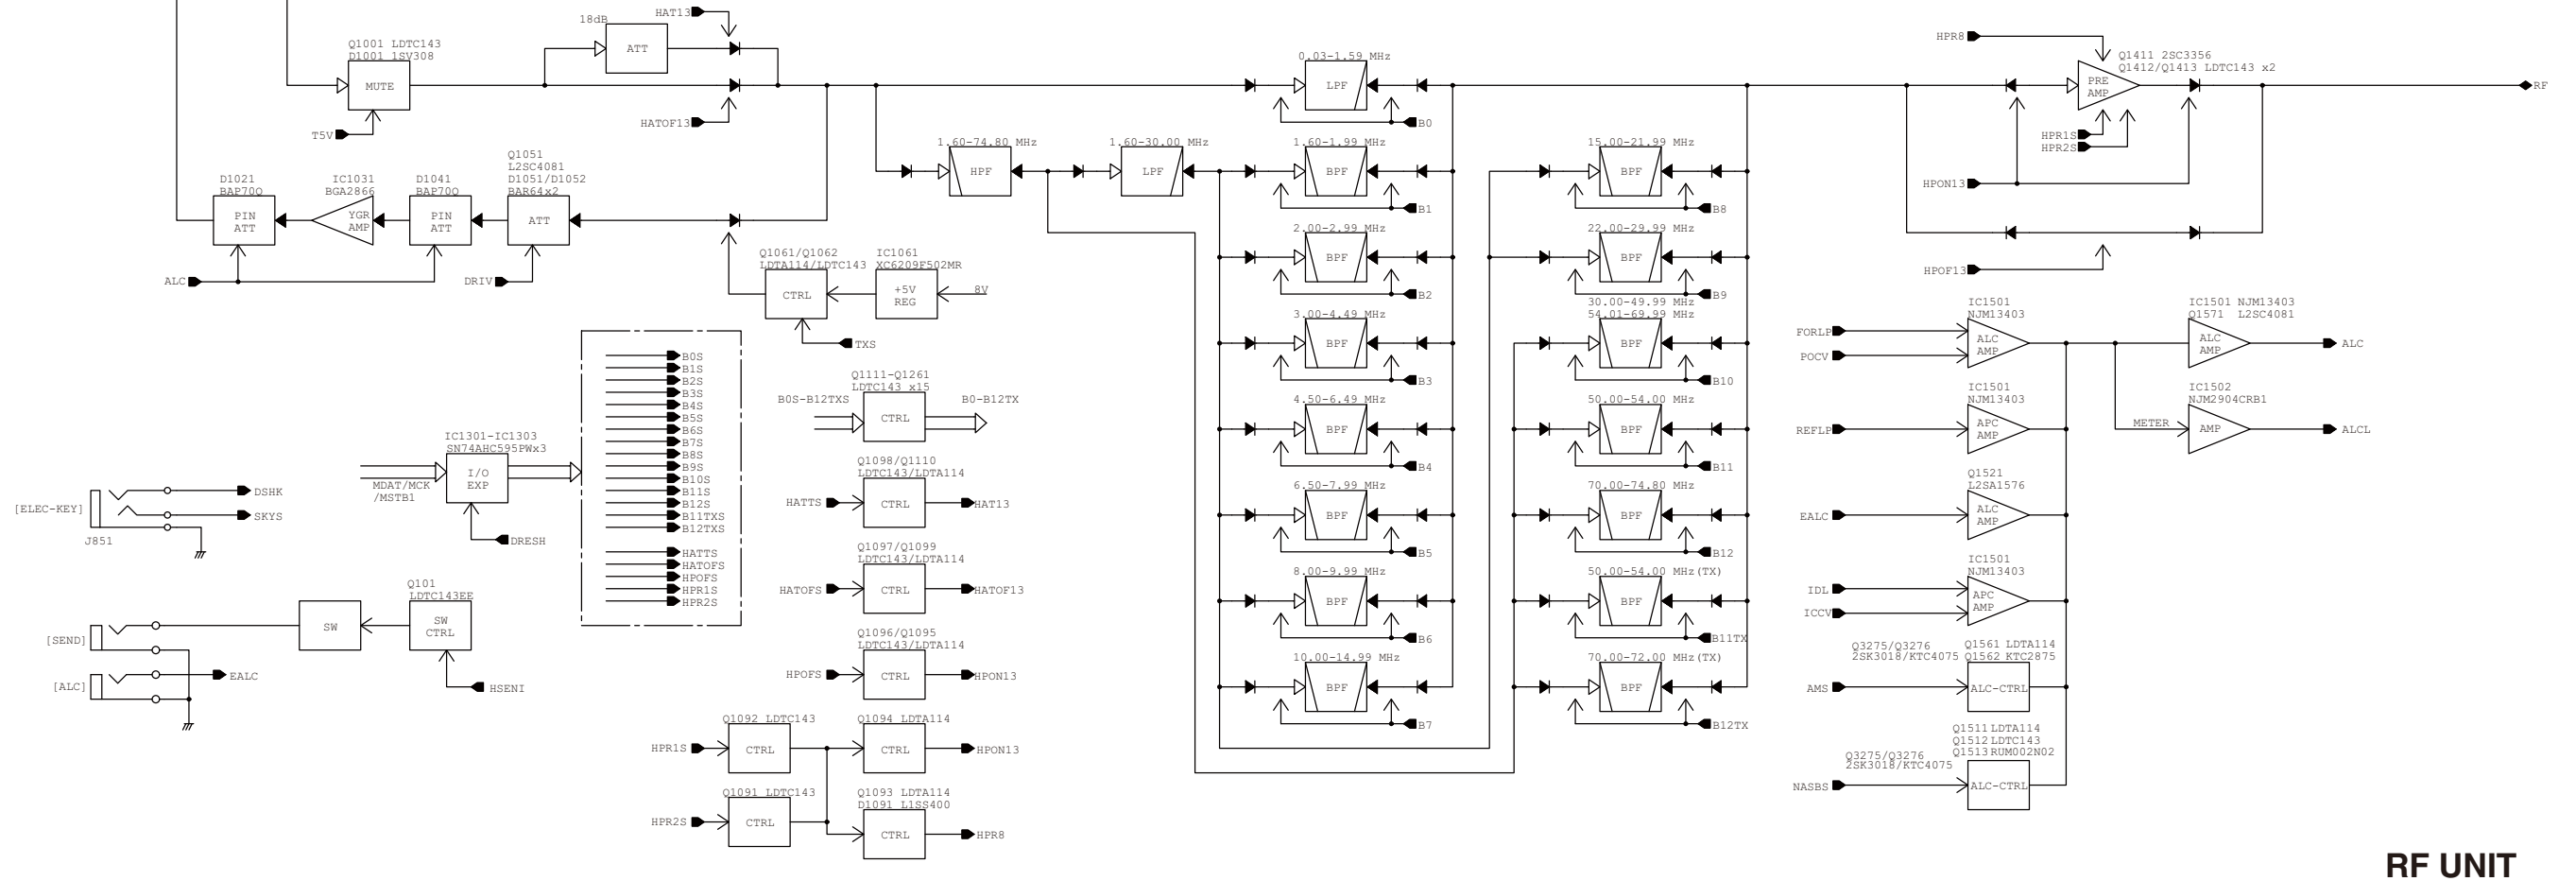 HAT13
18dB
ATT
Q1001 LDTC143
D1001 1SV308
MUTE
T5V
HATOF13
0.03-1.59 MHz
LPF
B0
HPR8
Q1411 2SC3356
Q1412/Q1413 LDTC143 x2
PRE
AMP
RF
HPR1S
HPR2S
HPON13
HPOF13
1.60-74.80 MHz
HPF
1.60-30.00 MHz
LPF
1.60-1.99 MHz
BPF
B1
15.00-21.99 MHz
BPF
B8
Q1051
L2SC4081
D1051/D1052
BAR64x2
ATT
D1021
BAP70Q
PIN
ATT
IC1031
BGA2866
YGR
AMP
D1041
BAP70Q
PIN
ATT
ALC
DRIV
2.00-2.99 MHz
BPF
B2
22.00-29.99 MHz
BPF
B9
Q1061/Q1062
LDTA114/LDTC143
CTRL
IC1061
XC6209F502MR
+5V
REG
8V
TXS
3.00-4.49 MHz
BPF
B3
30.00-49.99 MHz
54.01-69.99 MHz
BPF
B10
IC1501
NJM13403
FORLP
POCV
ALC
AMP
IC1501 NJM13403
Q1571 L2SC4081
ALC
AMP
ALC
B0S
B1S
B2S
B3S
B4S
B5S
B6S
B7S
B8S
B9S
B10S
B11S
B12S
B11TXS
B12TXS
HATTS
HATOFS
HPOFS
HPR1S
HPR2S
Q1111-Q1261
LDTC143 x15
B0S-B12TXS
CTRL
B0-B12TX
4.50-6.49 MHz
BPF
B4
50.00-54.00 MHz
BPF
B11
IC1501
NJM13403
REFLP
APC
AMP
IC1502
NJM2904CRB1
METER
AMP
ALCL
IC1301-IC1303
SN74AHC595PWx3
I/O
EXP
MDAT/MCK
/MSTB1
DRESH
Q1098/Q1110
LDTC143/LDTA114
HATTS
CTRL
HAT13
6.50-7.99 MHz
BPF
B5
70.00-74.80 MHz
BPF
B12
Q1521
L2SA1576
EALC
ALC
AMP
[ELEC-KEY]
DSHK
SKYS
J851
Q1097/Q1099
LDTC143/LDTA114
HATOFS
CTRL
HATOF13
8.00-9.99 MHz
BPF
B6
50.00-54.00 MHz(TX)
BPF
B11TX
IC1501
NJM13403
IDL
ICCV
APC
AMP
Q101
LDTC143EE
SW
SW
CTRL
[SEND]
[ALC]
EALC
HSENI
Q1096/Q1095
LDTC143/LDTA114
HPOFS
CTRL
HPON13
10.00-14.99 MHz
BPF
B7
70.00-72.00 MHz(TX)
BPF
B12TX
Q3275/Q3276
2SK3018/KTC4075
Q1561 LDTA114
Q1562 KTC2875
AMS
ALC-CTRL
Q1092 LDTC143
HPR1S
CTRL
Q1094 LDTA114
CTRL
HPON13
Q1511 LDTA114
Q1512 LDTC143
Q1513 RUM002N02
Q3275/Q3276
2SK3018/KTC4075
NASBS
ALC-CTRL
Q1091 LDTC143
HPR2S
CTRL
Q1093 LDTA114
D1091 L1SS400
CTRL
HPR8
RF UNIT